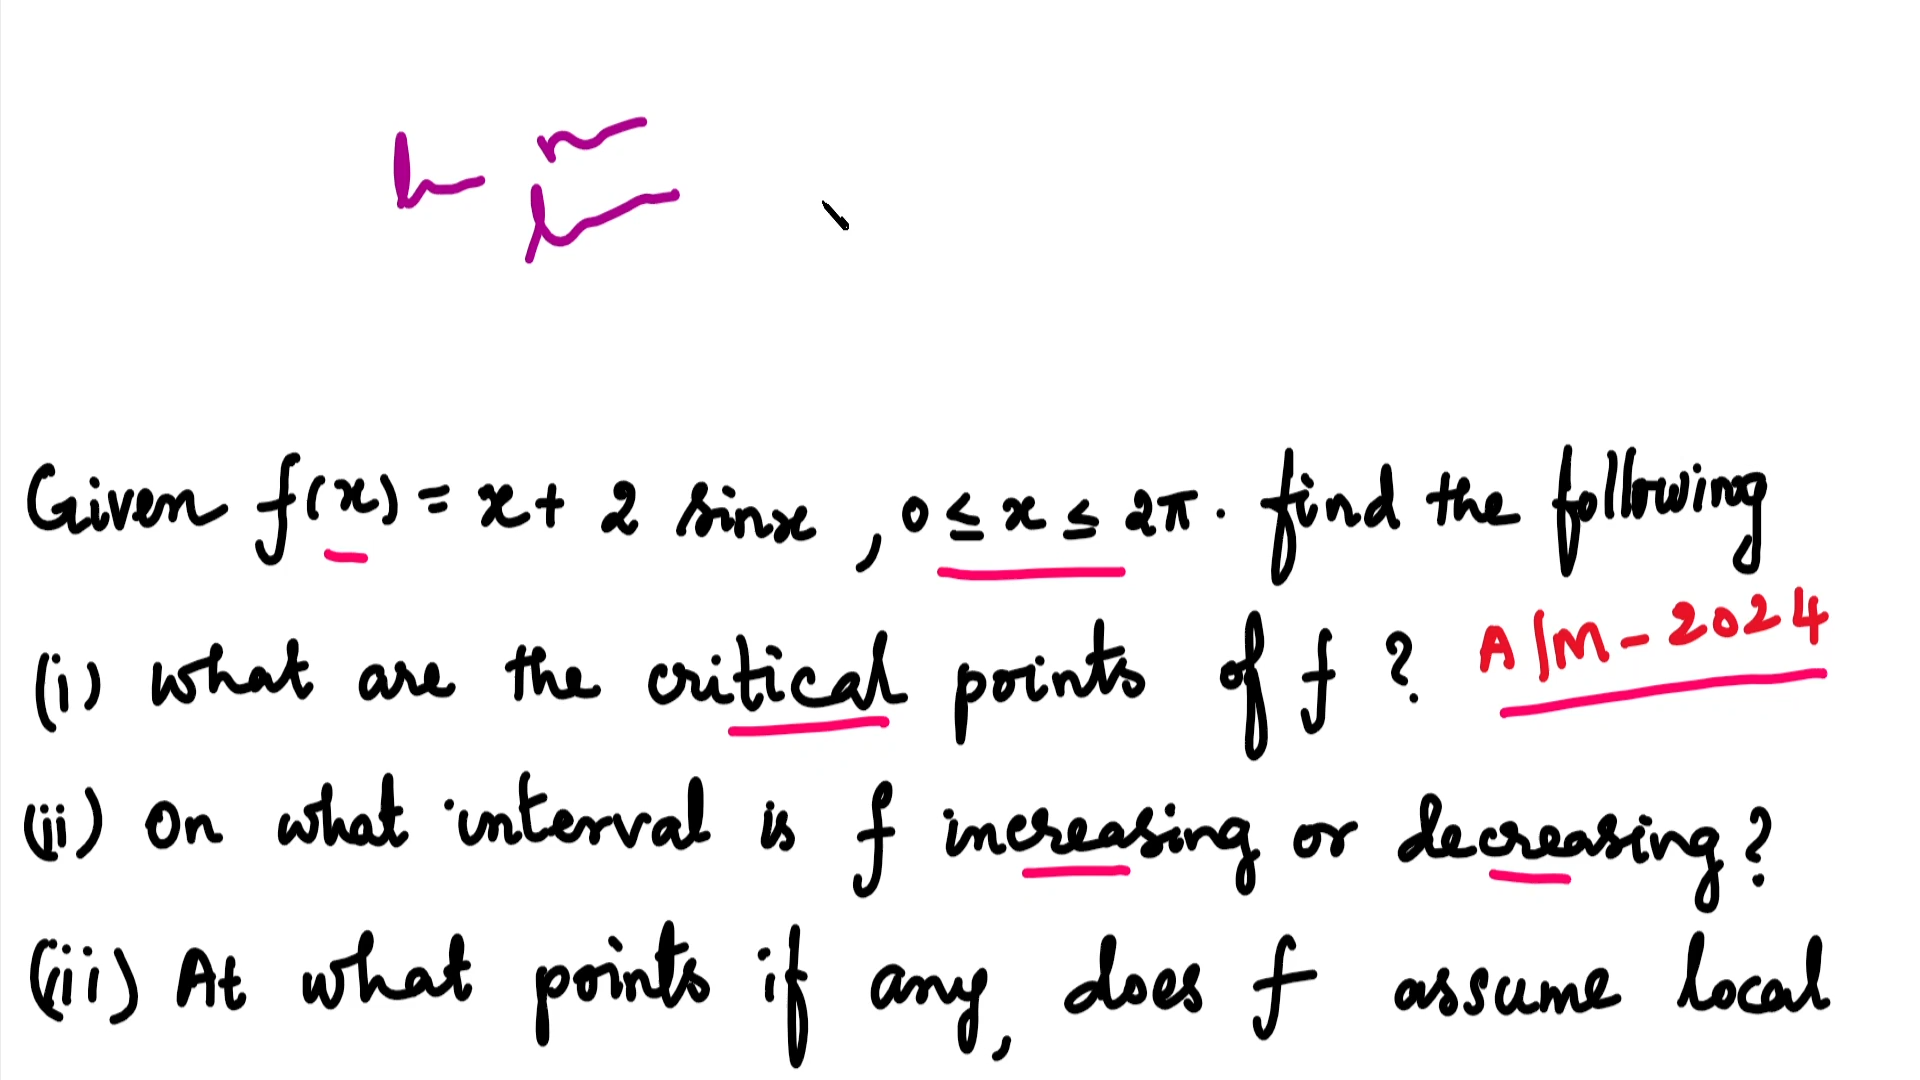 Given f(x) = x + 2 sinx , 0 ≤ x ≤ 2π . find the following
(i) what are the critical points of f ? A/M - 2024
(ii) On what interval is f increasing or decreasing ?
(iii) At what points if any, does f assume local